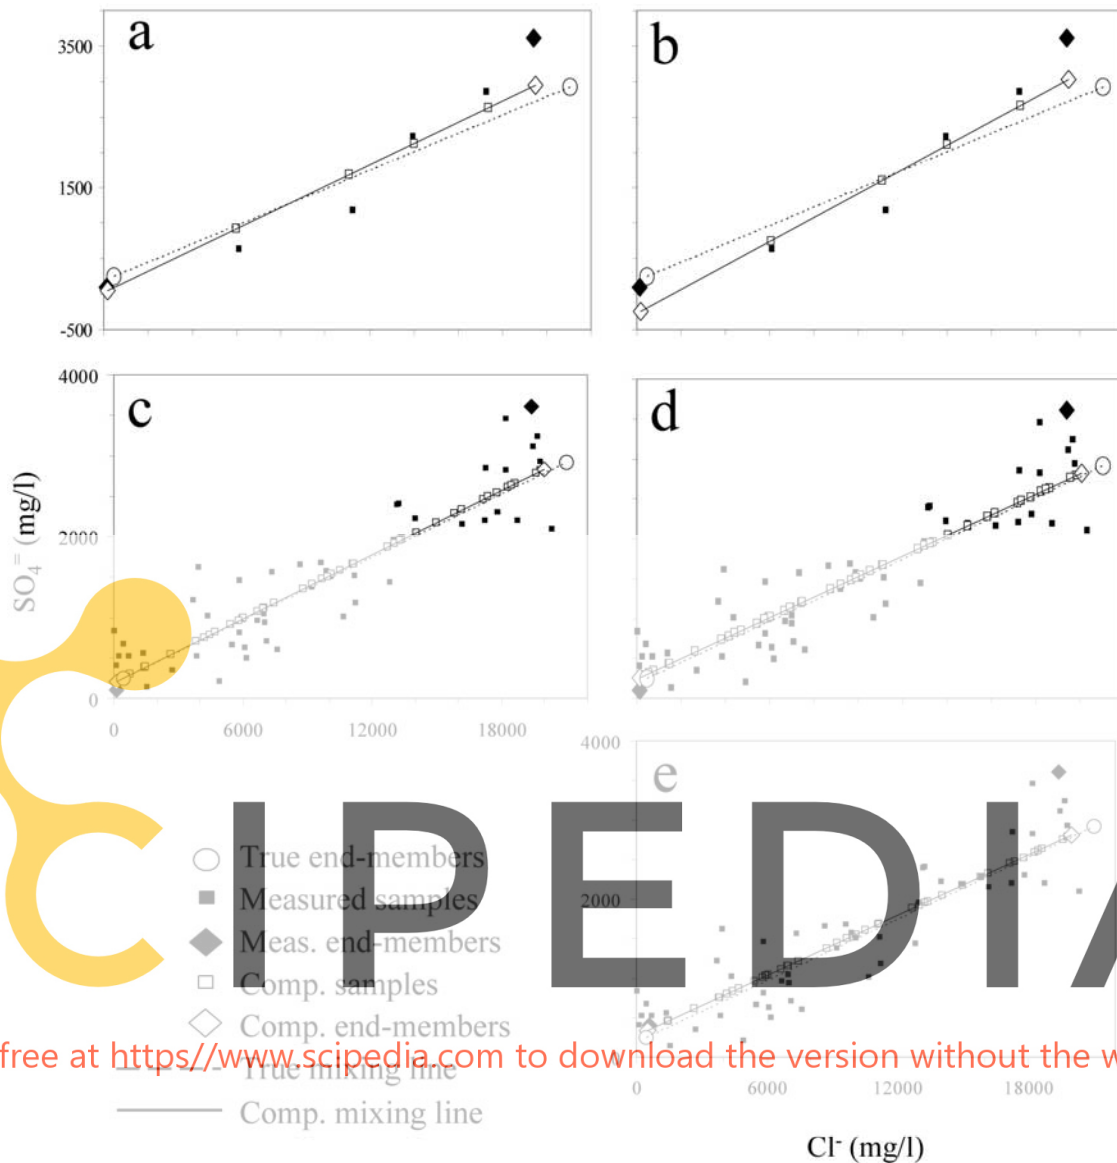 a
b
3500
1500
-500
4000
c
d
2000
0
0 6000 12000 18000
SO4= (mg/l)
4000
e
2000
0
0 6000 12000 18000
Cl- (mg/l)
True end-members
Measured samples
Meas. end-members
Comp. samples
Comp. end-members
True mixing line
Comp. mixing line
CIPEDIA
free at https//www.scipedia.com to download the version without the w